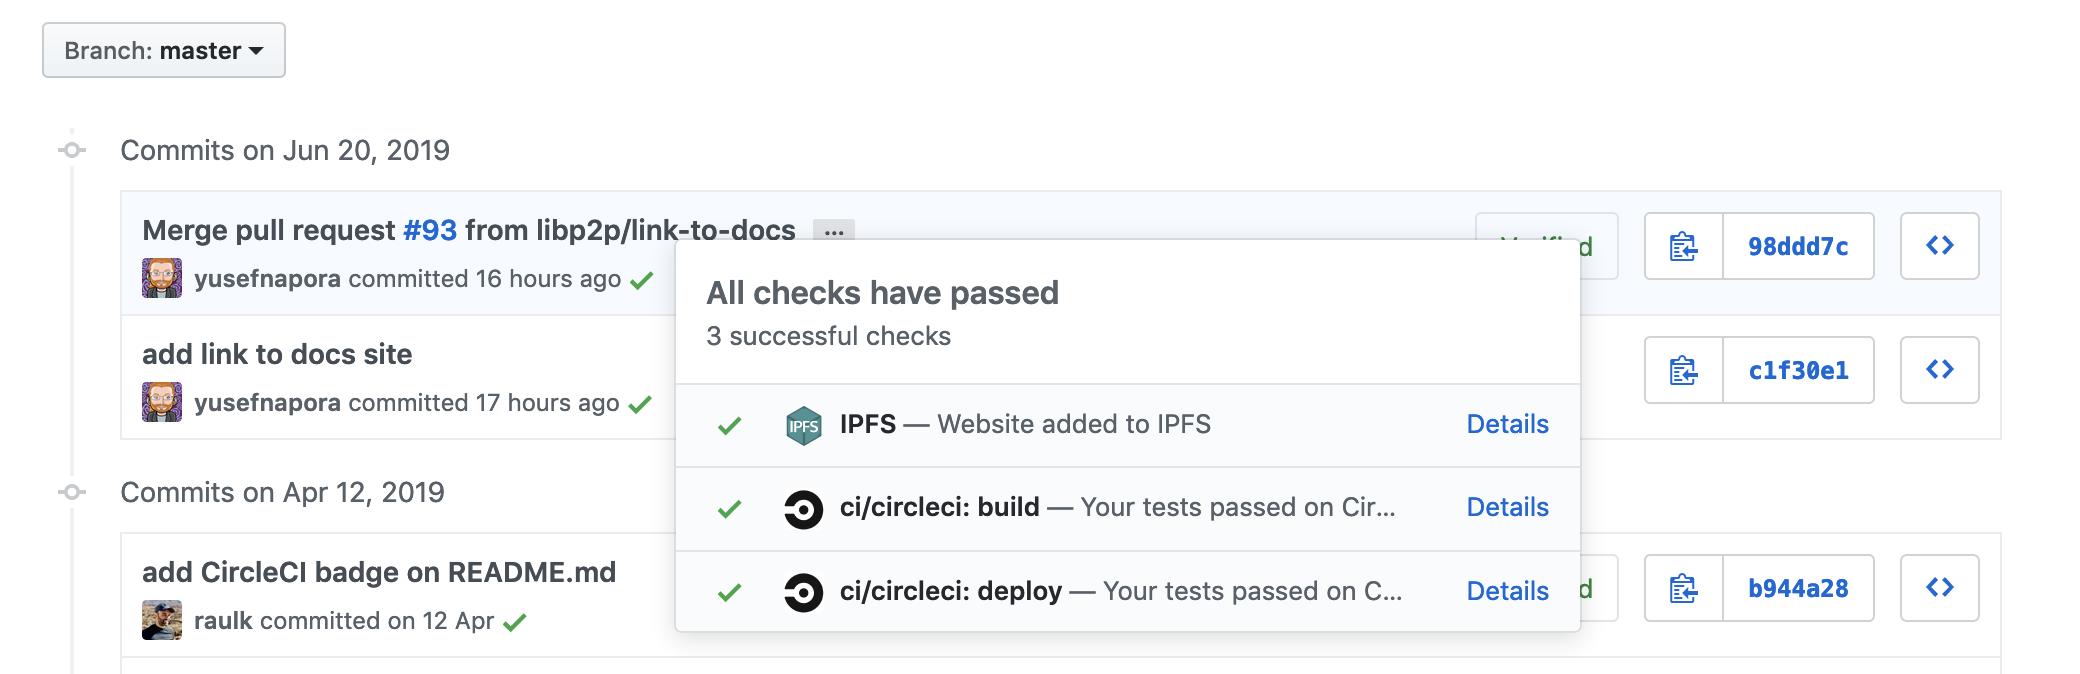 Branch: master
Commits on Jun 20, 2019
Merge pull request #93 from libp2p/link-to-docs ...
98ddd7c
yusefnapora committed 16 hours ago
All checks have passed
3 successful checks
add link to docs site
c1f30e1
yusefnapora committed 17 hours ago
IPFS
IPFS — Website added to IPFS
Details
Commits on Apr 12, 2019
ci/circleci: build — Your tests passed on Cir...
Details
add CircleCI badge on README.md
ci/circleci: deploy — Your tests passed on C...
Details
b944a28
raulk committed on 12 Apr